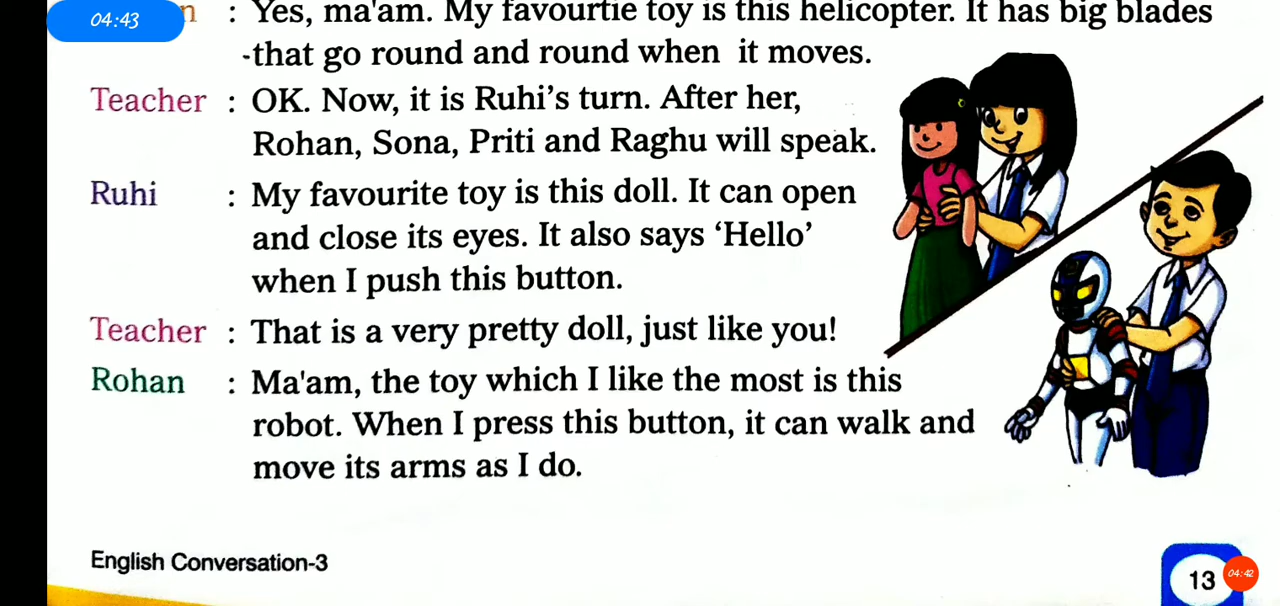 04:43
n : Yes, ma'am. My favourtie toy is this helicopter. It has big blades
-that go round and round when it moves.
Teacher : OK. Now, it is Ruhi's turn. After her,
Rohan, Sona, Priti and Raghu will speak.
Ruhi : My favourite toy is this doll. It can open
and close its eyes. It also says ‘Hello’
when I push this button.
Teacher : That is a very pretty doll, just like you!
Rohan : Ma'am, the toy which I like the most is this
robot. When I press this button, it can walk and
move its arms as I do.
English Conversation-3
13
04:42